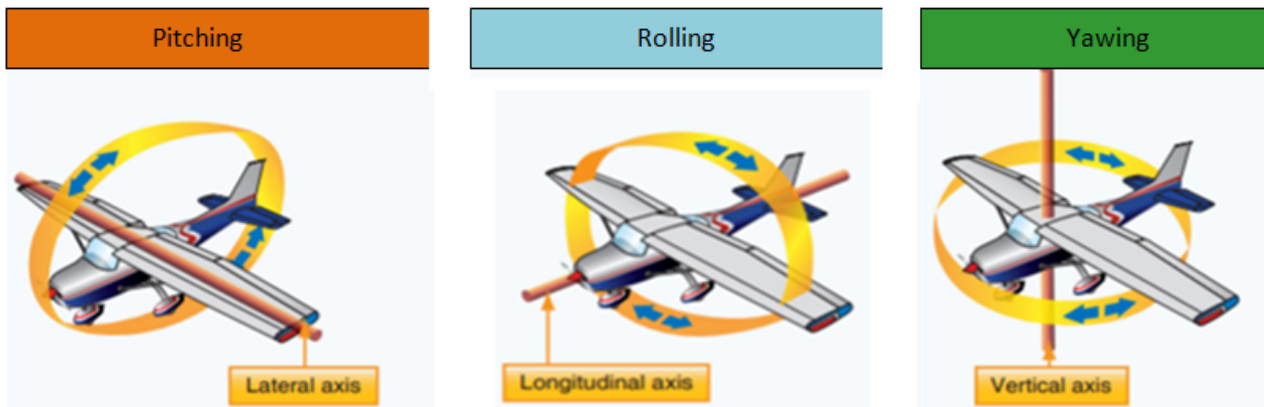 Pitching
Rolling
Yawing
Lateral axis
Longitudinal axis
Vertical axis